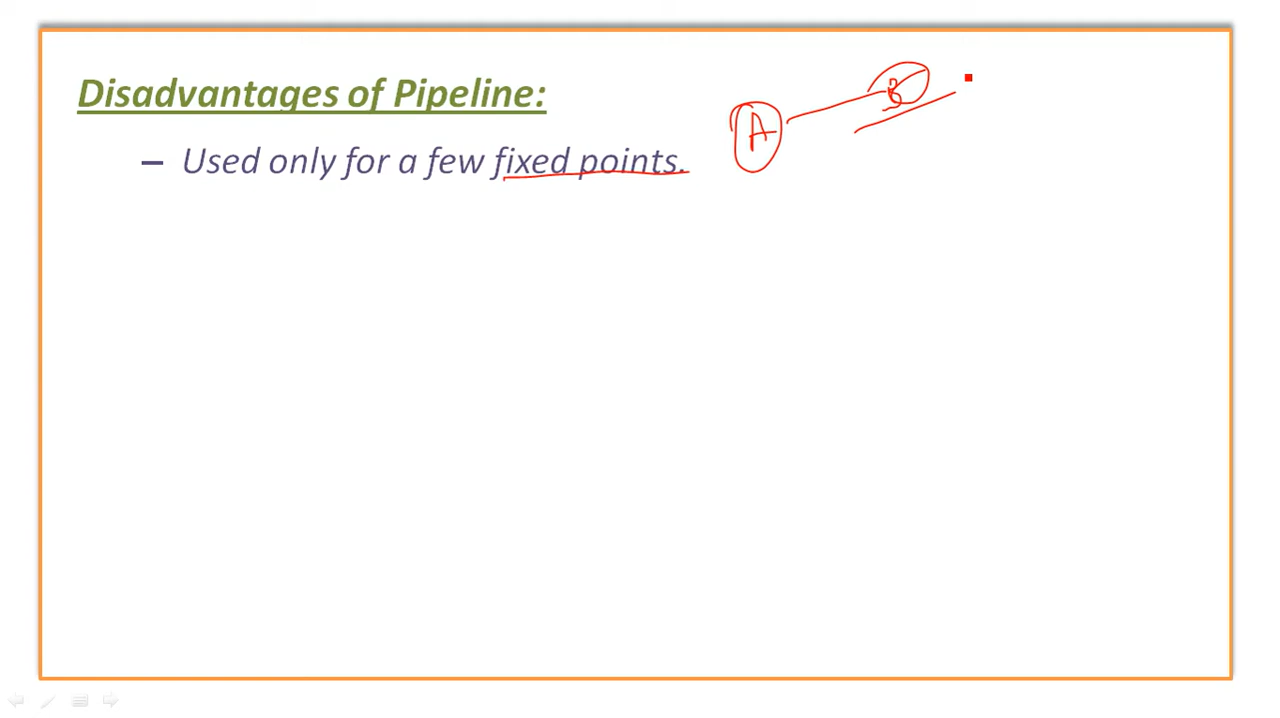 Disadvantages of Pipeline:
– Used only for a few fixed points.
A
B